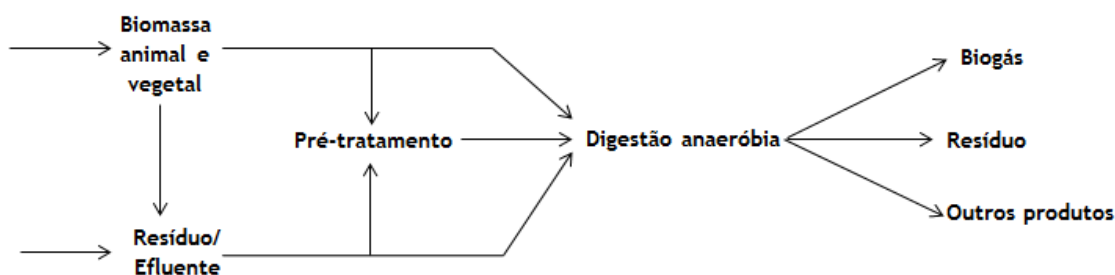 Biomassa
animal e
vegetal
Pré-tratamento
Resíduo/
Efluente
Digestão anaeróbia
Biogás
Resíduo
Outros produtos